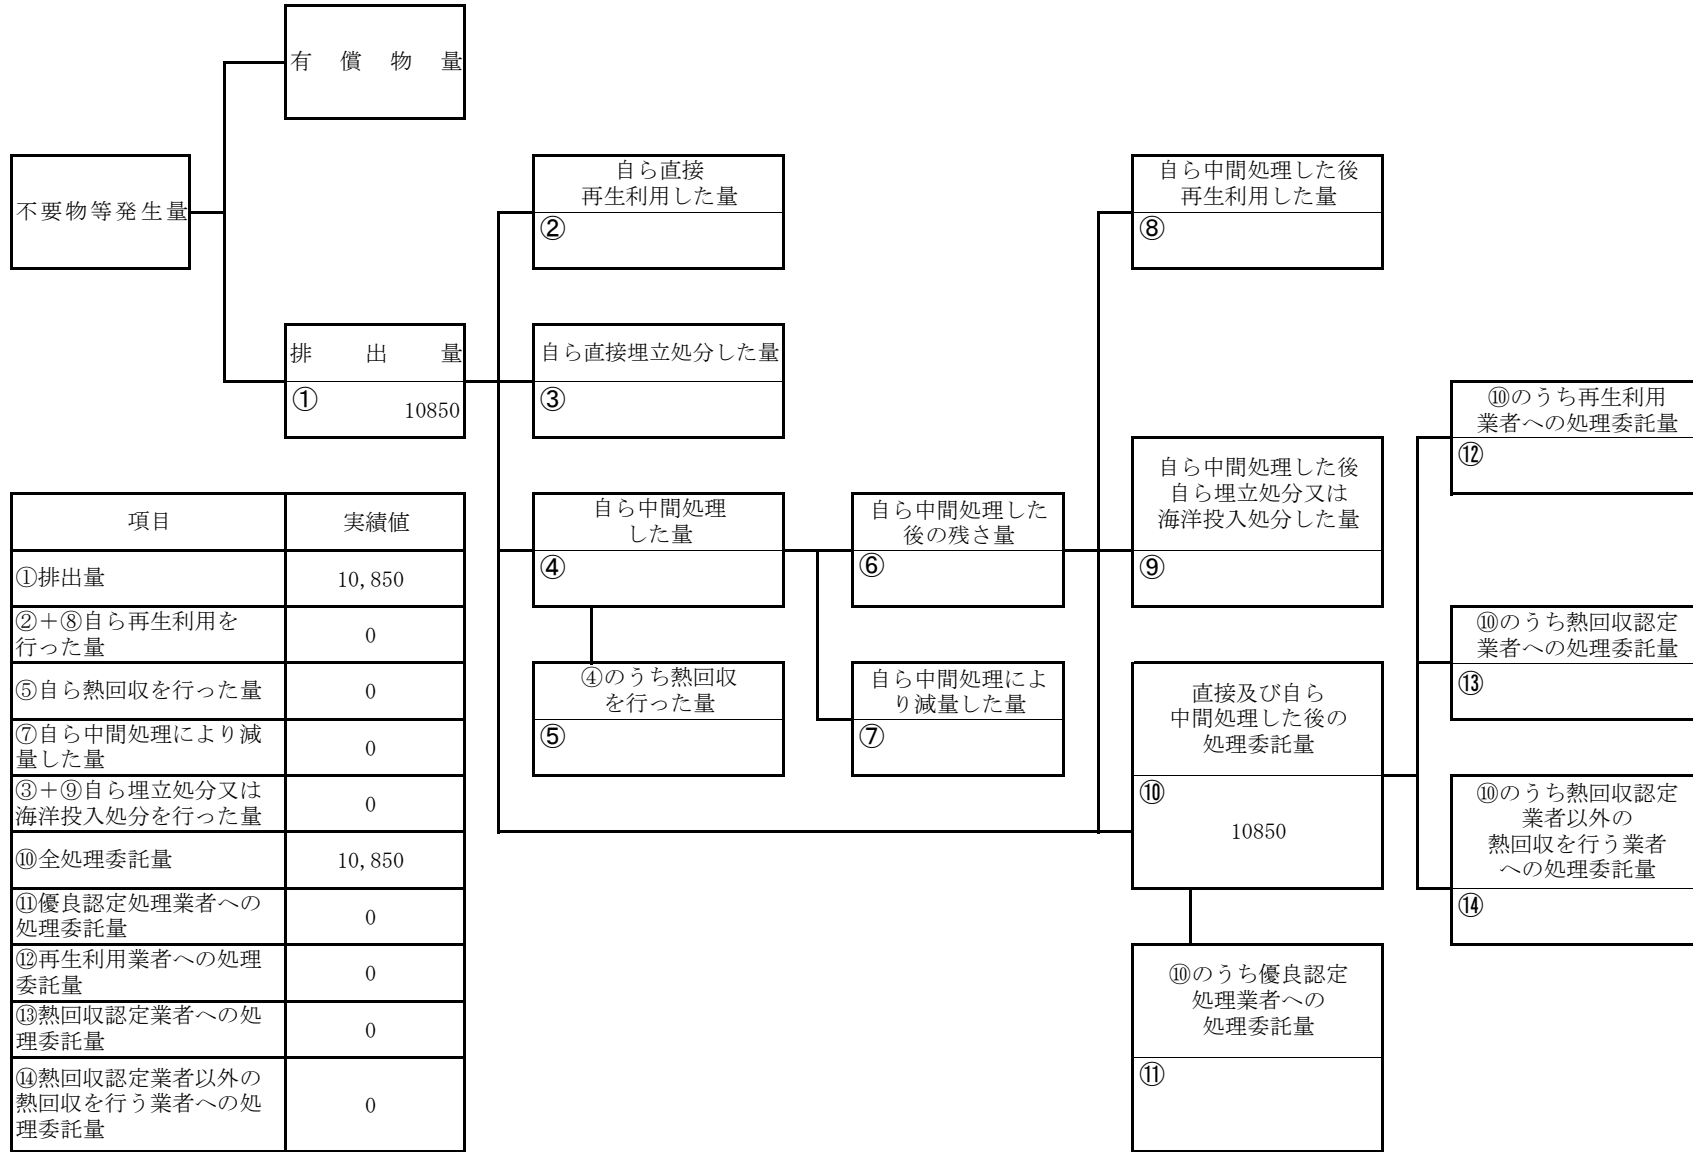 有償物量
不要物等発生量
自ら直接
再生利用した量
②
自ら中間処理した後
再生利用した量
⑧
排出量
①
10850
自ら直接埋立処分した量
③
⑩のうち再生利用
業者への処理委託量
⑫
自ら中間処理
した量
④
自ら中間処理した
後の残さ量
⑥
自ら中間処理した後
自ら埋立処分又は
海洋投入処分した量
⑨
⑩のうち熱回収認定
業者への処理委託量
⑬
④のうち熱回収
を行った量
⑤
自ら中間処理によ
り減量した量
⑦
直接及び自ら
中間処理した後の
処理委託量
⑩
10850
⑩のうち熱回収認定
業者以外の
熱回収を行う業者
への処理委託量
⑭
⑩のうち優良認定
処理業者への
処理委託量
⑪
項目 実績値
①排出量 10,850
②+⑧自ら再生利用を
行った量 0
⑤自ら熱回収を行った量 0
⑦自ら中間処理により減
量した量 0
③+⑨自ら埋立処分又は
海洋投入処分を行った量 0
⑩全処理委託量 10,850
⑪優良認定処理業者への
処理委託量 0
⑫再生利用業者への処理
委託量 0
⑬熱回収認定業者への処
理委託量 0
⑭熱回収認定業者以外の
熱回収を行う業者への処
理委託量 0